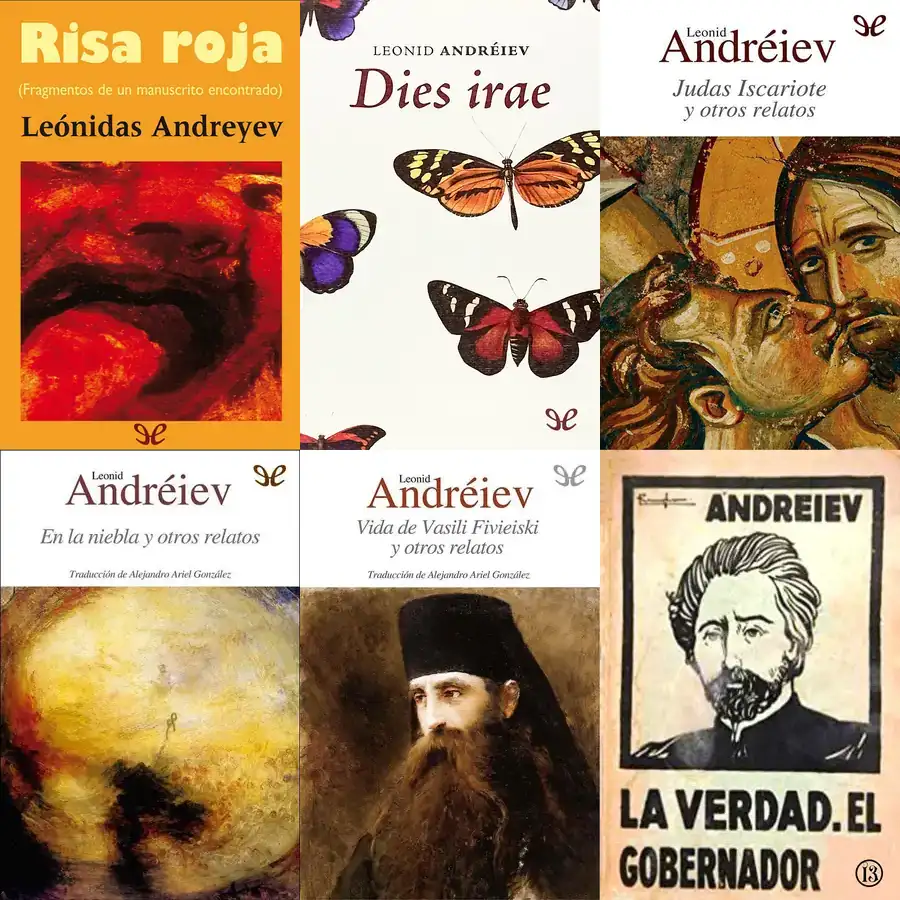 Risa roja
(Fragmentos de un manuscrito encontrado)
Leónidas Andreyev
LEONID ANDRÉIEV
Dies irae
Leonid
Andréiev
Judas Iscariote
y otros relatos
Leonid
Andréiev
En la niebla y otros relatos
Traducción de Alejandro Ariel González
Leonid
Andréiev
Vida de Vasili Fivieiski
y otros relatos
Traducción de Alejandro Ariel González
ANDREIEV
LA VERDAD. EL
GOBERNADOR
13